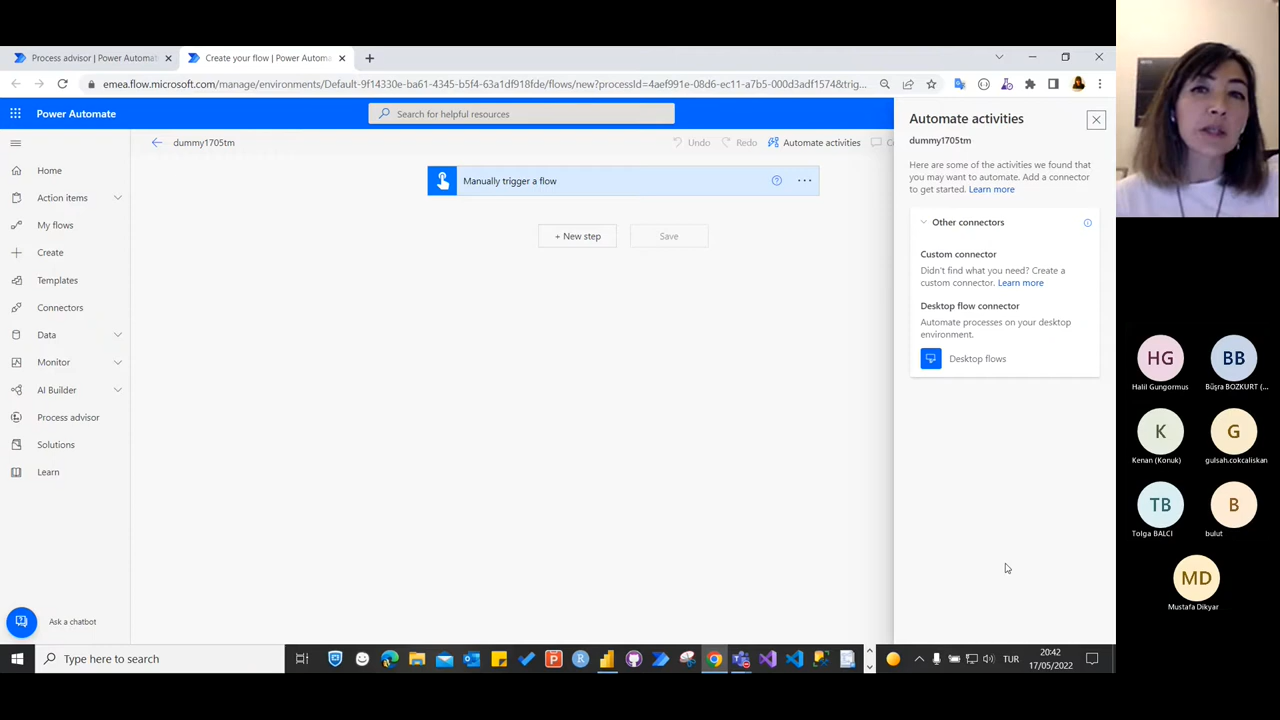 Process advisor | Power Automat
Create your flow | Power Automa
emea.flow.microsoft.com/manage/environments/Default-9f14330e-ba61-4345-b5f4-63a1df918fde/flows/new?processId=4aef991e-08d6-ec11-a7b5-000d3adf1574&trig...
Power Automate
Search for helpful resources
dummy1705tm
Undo
Redo
Automate activities
Home
Action items
My flows
Create
Templates
Connectors
Data
Monitor
AI Builder
Process advisor
Solutions
Learn
Ask a chatbot
Manually trigger a flow
+ New step
Save
Automate activities
dummy1705tm
Here are some of the activities we found that
you may want to automate. Add a connector
to get started. Learn more
Other connectors
Custom connector
Didn't find what you need? Create a
custom connector. Learn more
Desktop flow connector
Automate processes on your desktop
environment.
Desktop flows
HG
Halil Gungormus
BB
Büşra BOZKURT (...
K
Kenan (Konuk)
G
gulsah.cokcaliskan
TB
Tolga BALCI
B
bulut
MD
Mustafa Dikyar
Type here to search
TUR
20:42
17/05/2022